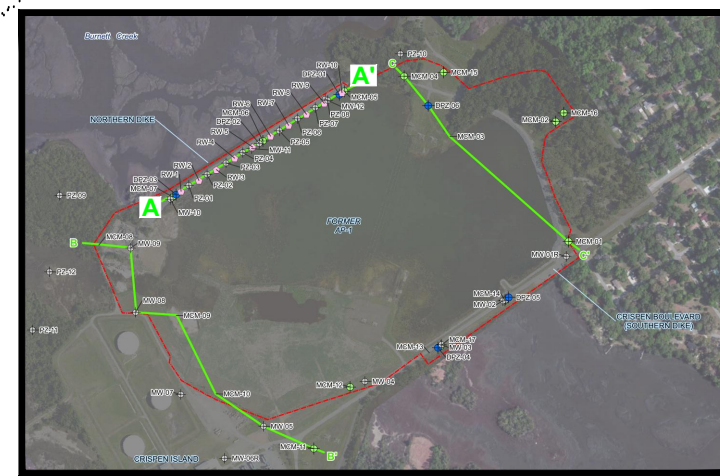 Burnett Creek
PZ-10
C
MCM-04
MCM-15
RW-10
DPZ-01
A'
RW-9
MCM-05
RW-8
MW-12
DPZ-06
MCM-16
MCM-02
RW-7
PZ-08
RW-6
PZ-07
MCM-06
DPZ-02
PZ-06
MCM-03
NORTHERN DIKE
RW-5
PZ-05
RW-4
MW-11
PZ-04
PZ-03
RW-2
RW-3
RW-1
PZ-02
DPZ-03
MCM-07
PZ-01
PZ-09
A
MW-10
FORMER
AP-1
MCM-08
B
MW-09
MCM-01
MW-01R
C'
PZ-12
MCM-14
MW-02
DPZ-05
MW-08
MCM-09
CRISPEN BOULEVARD
(SOUTHERN DIKE)
PZ-11
MCM-17
MCM-13
MW-03
DPZ-04
MW-04
MCM-12
MW-07
MCM-10
MW-05
MCM-11
B'
CRISPEN ISLAND
MW-06R